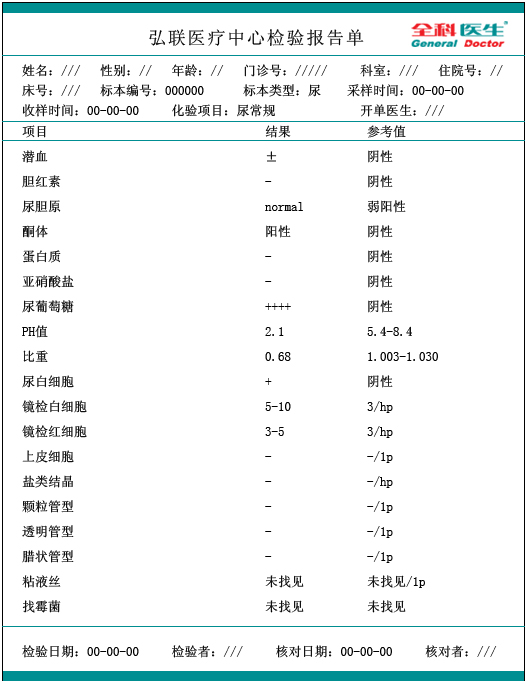 弘联医疗中心检验报告单
全科医生
General Doctor
姓名：/// 性别：// 年龄：// 门诊号：///// 科室：/// 住院号：//
床号：/// 标本编号：000000 标本类型：尿 采样时间：00-00-00
收样时间：00-00-00 化验项目：尿常规 开单医生：///
项目 结果 参考值
潜血 ± 阴性
胆红素 - 阴性
尿胆原 normal 弱阳性
酮体 阳性 阴性
蛋白质 - 阴性
亚硝酸盐 - 阴性
尿葡萄糖 ++++ 阴性
PH值 2.1 5.4-8.4
比重 0.68 1.003-1.030
尿白细胞 + 阴性
镜检白细胞 5-10 3/hp
镜检红细胞 3-5 3/hp
上皮细胞 - -/1p
盐类结晶 - -/hp
颗粒管型 - -/1p
透明管型 - -/1p
腊状管型 - -/1p
粘液丝 未找见 未找见/1p
找霉菌 未找见 未找见
检验日期：00-00-00 检验者：/// 核对日期：00-00-00 核对者：///